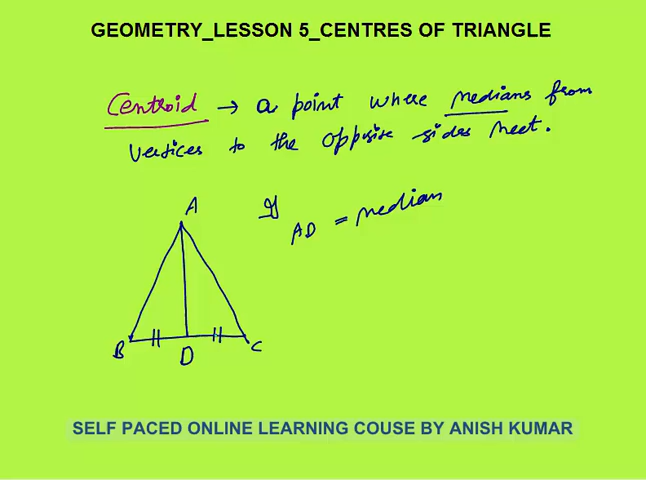 GEOMETRY_LESSON 5_CENTRES OF TRIANGLE
Centroid → a point where medians from
vertices to the opposite sides meet.
A
If
AD = median
B
D
C
SELF PACED ONLINE LEARNING COUSE BY ANISH KUMAR